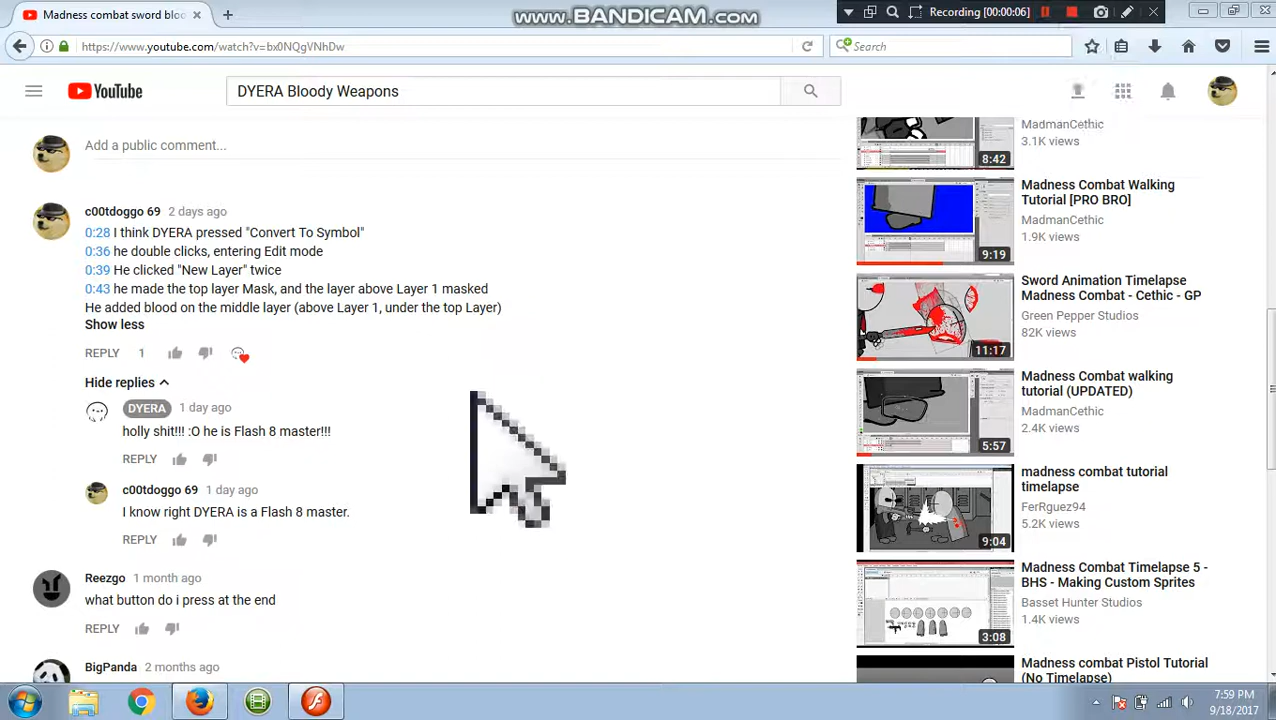 Madness combat sword bloo
www.BANDICAM.com
Recording [00:00:06]
https://www.youtube.com/watch?v=bx0NQgVNhDw
Search
YouTube
DYERA Bloody Weapons
Add a public comment...
c00tdoggo 69 2 days ago
0:28 I think DYERA pressed "Convert To Symbol"
0:36 he double clicked, entering Edit mode
0:39 He clicked "New Layer" twice
0:43 he made the top layer Mask, and the layer above Layer 1 masked
He added blood on the middle layer (above Layer 1, under the top Layer)
Show less
REPLY 1
Hide replies
DYERA 1 day ago
REPLY
c00tdoggo 69 1 day ago
I know right DYERA is a Flash 8 master.
REPLY
Reezgo 1 month ago
what button do i press at the end
REPLY
BigPanda 2 months ago
MadmanCethic
3.1K views
8:42
Madness Combat Walking
Tutorial [PRO BRO]
MadmanCethic
1.9K views
9:19
Sword Animation Timelapse
Madness Combat - Cethic - GP
Green Pepper Studios
82K views
11:17
Madness Combat walking
tutorial (UPDATED)
MadmanCethic
2.4K views
5:57
madness combat tutorial
timelapse
FerRguez94
5.2K views
9:04
Madness Combat Timelapse 5 -
BHS - Making Custom Sprites
Basset Hunter Studios
1.4K views
3:08
Madness combat Pistol Tutorial
(No Timelapse)
7:59 PM
9/18/2017